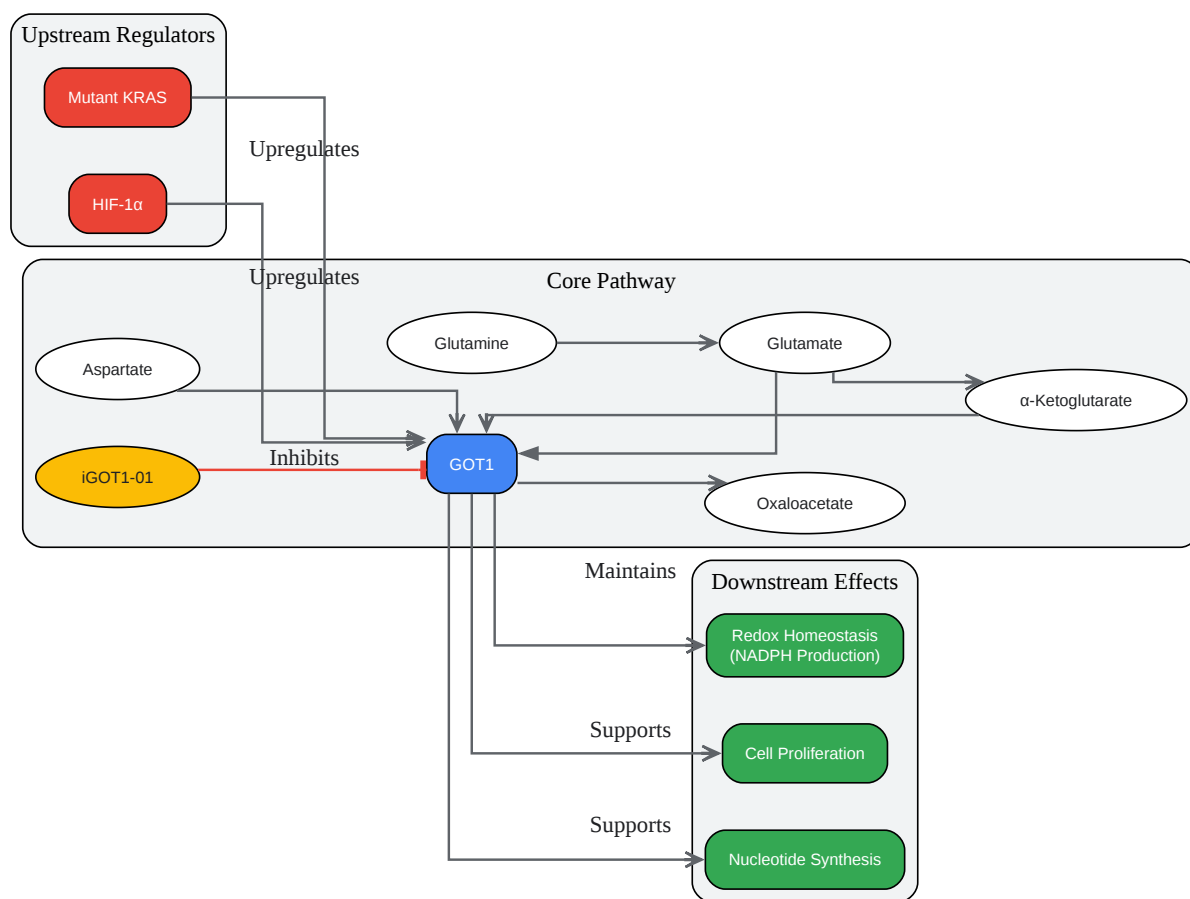 Upstream Regulators
Mutant KRAS
Upregulates
HIF-1α
Upregulates
Core Pathway
Glutamine
Glutamate
Aspartate
α-Ketoglutarate
Inhibits
GOT1
iGOT1-01
Oxaloacetate
Maintains
Downstream Effects
Redox Homeostasis
(NADPH Production)
Supports
Cell Proliferation
Supports
Nucleotide Synthesis